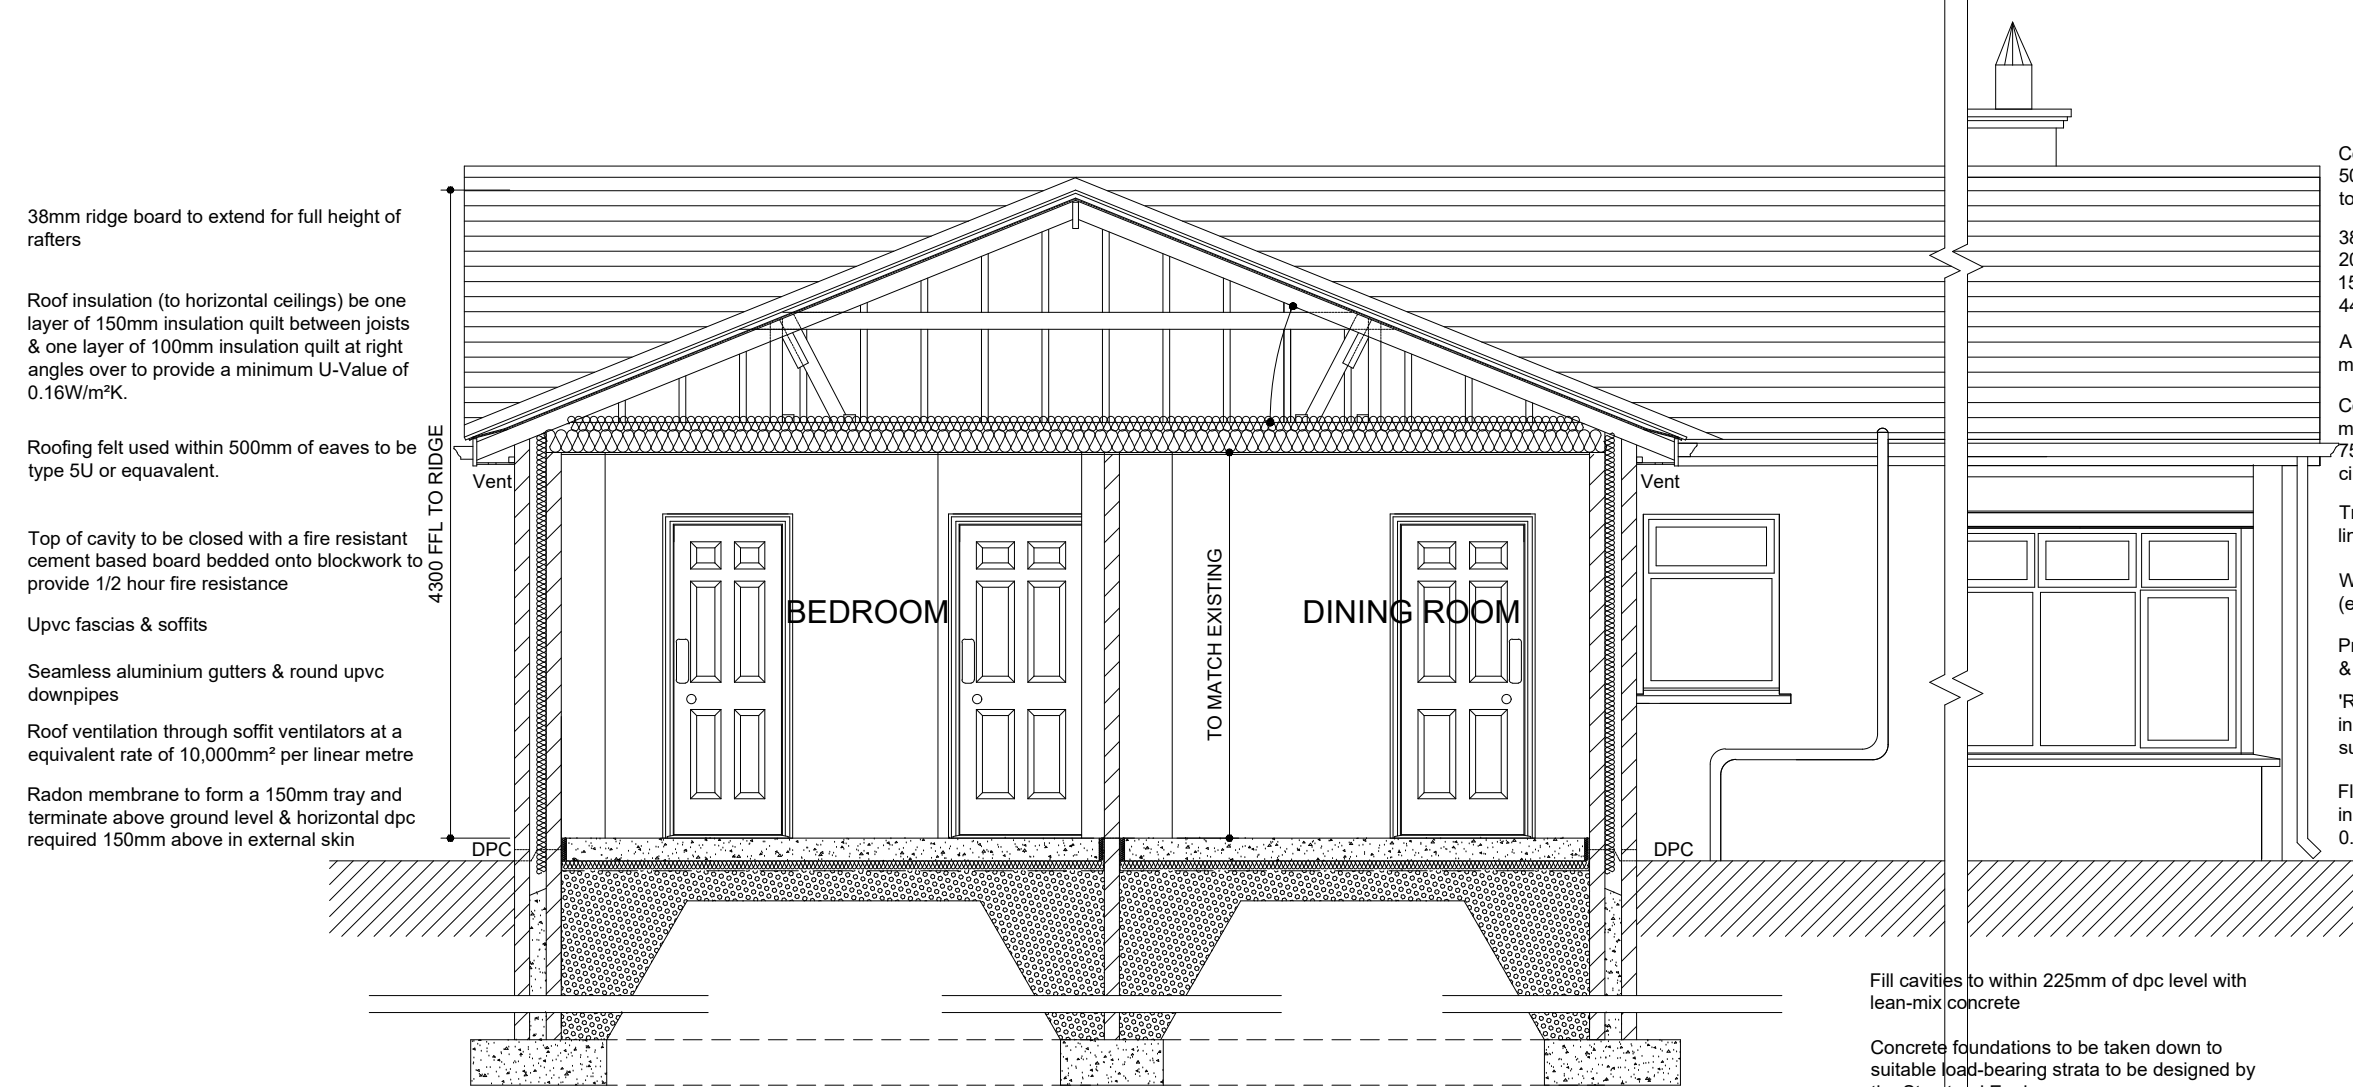 38mm ridge board to extend for full height of
rafters
Roof insulation (to horizontal ceilings) be one
layer of 150mm insulation quilt between joists
& one layer of 100mm insulation quilt at right
angles over to provide a minimum U-Value of
0.16W/m²K.
Roofing felt used within 500mm of eaves to be
type 5U or equavalent.
Top of cavity to be closed with a fire resistant
cement based board bedded onto blockwork to
provide 1/2 hour fire resistance
Upvc fascias & soffits
Seamless aluminium gutters & round upvc
downpipes
Roof ventilation through soffit ventilators at a
equivalent rate of 10,000mm² per linear metre
Radon membrane to form a 150mm tray and
terminate above ground level & horizontal dpc
required 150mm above in external skin
4300 FFL TO RIDGE
Vent
DPC
BEDROOM
TO MATCH EXISTING
DINING ROOM
Vent
DPC
Fill cavities to within 225mm of dpc level with
lean-mix concrete
Concrete foundations to be taken down to
suitable load-bearing strata to be designed by